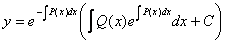 y = e^{-∫P(x)dx} (∫Q(x)e^{∫P(x)dx}dx + C)